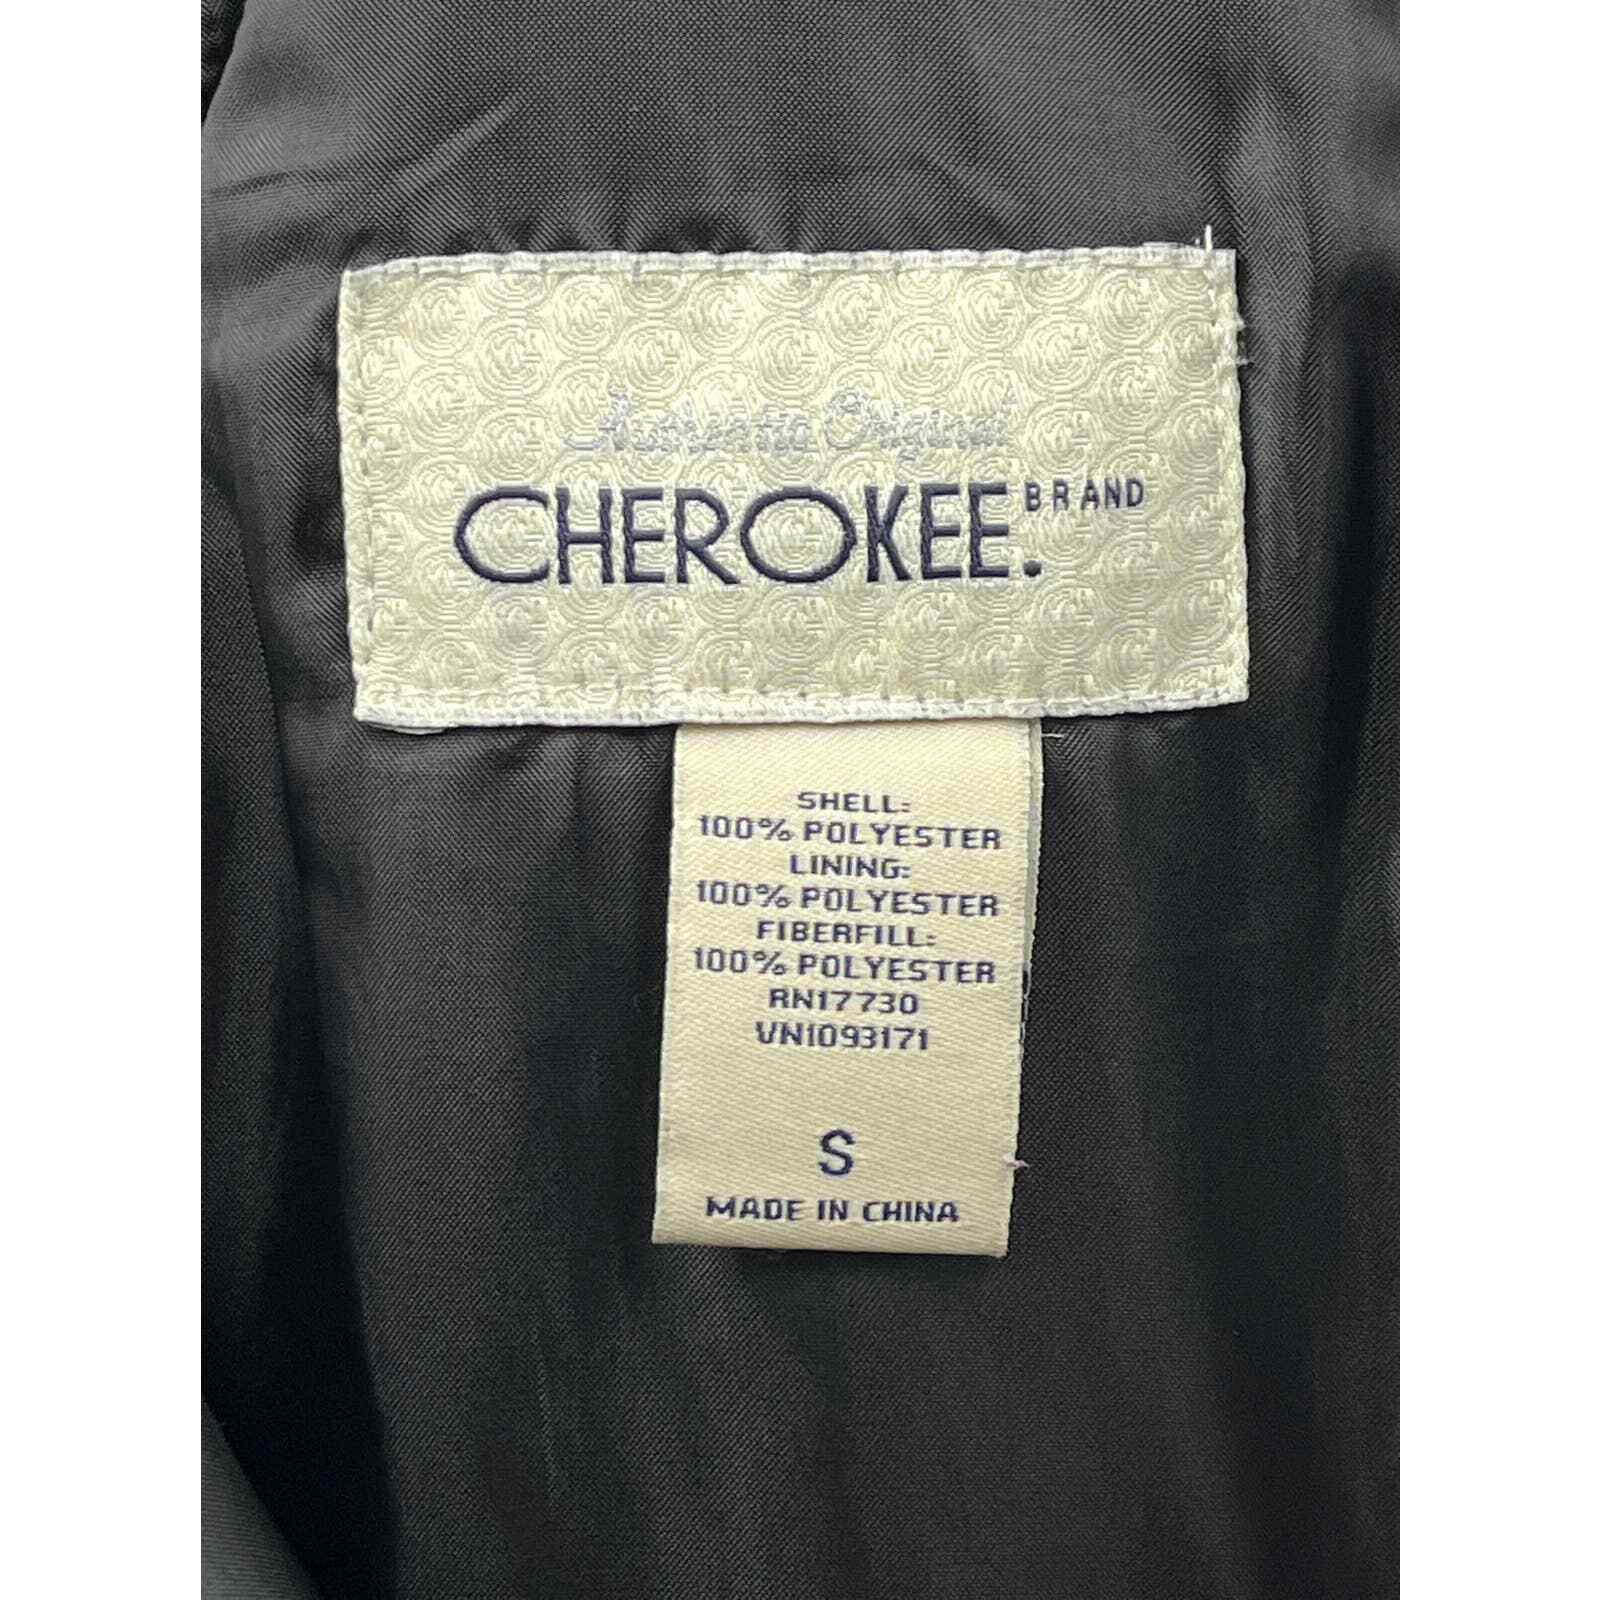 Authentic Original
CHEROKEE. BRAND
SHELL:
100% POLYESTER
LINING:
100% POLYESTER
FIBERFILL:
100% POLYESTER
RN17730
VN1093171
S
MADE IN CHINA